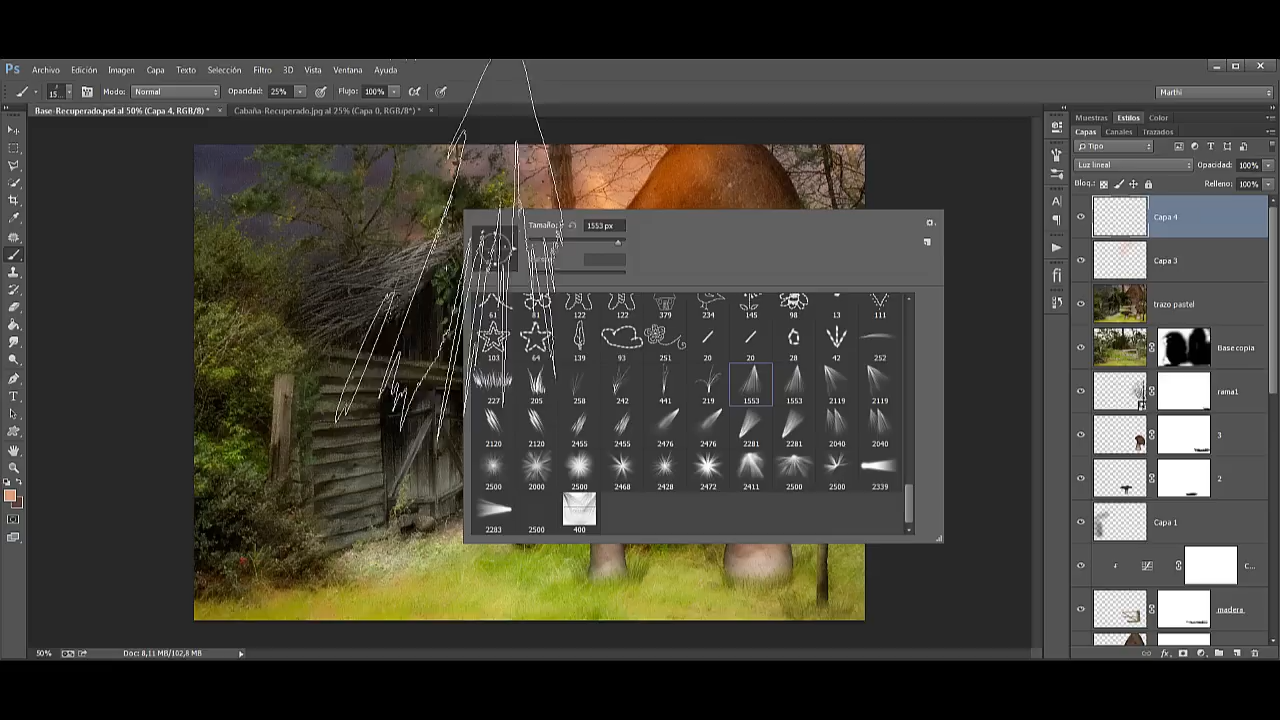 Ps Archivo Edición Imagen Capa Texto Selección Filtro 3D Vista Ventana Ayuda
Modo: Normal Opacidad: 25% Flujo: 100% Marthi
Base-Recuperado.psd al 50% (Capa 4, RGB/8) * × Cabaña-Recuperado.jpg al 25% (Capa 0, RGB/8*) * ×
Muestras Estilos Color
Capas Canales Trazados
Tipo
Luz lineal Opacidad: 100%
Bloq.: Relleno: 100%
Capa 4
Tamaño: 1553 px
Capa 3
61 81 122 122 379 234 145 98 13 111
trazo pastel
103 64 139 93 251 20 20 28 42 252
Base copia
227 205 258 242 441 219 1553 1553 2119 2119
rama1
2120 2120 2455 2455 2476 2476 2281 2281 2040 2040
3
2500 2000 2500 2468 2428 2472 2411 2500 2500 2339
2
2283 2500 400
Capa 1
C...
madera
50% Doc: 8,11 MB/102,8 MB
fx